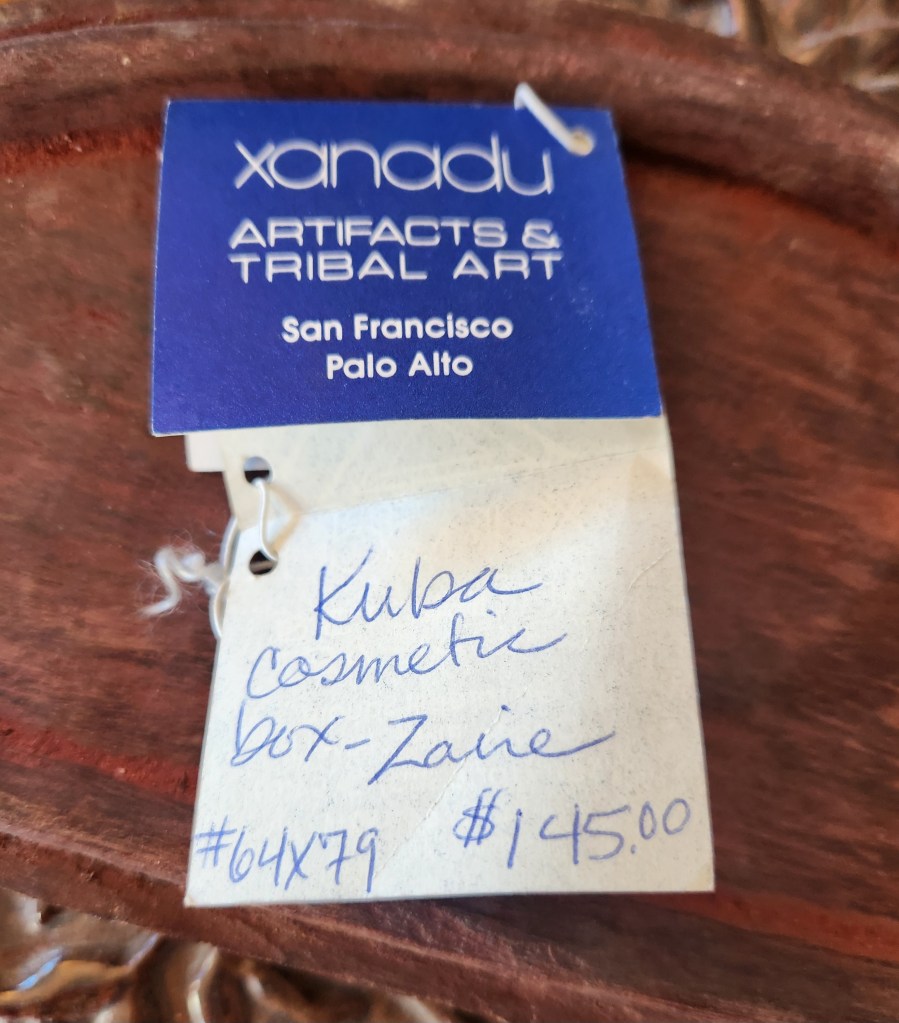 xanadu
ARTIFACTS &
TRIBAL ART
San Francisco
Palo Alto
Kuba
cosmetic
box - Zaire
#64X79 $145.00